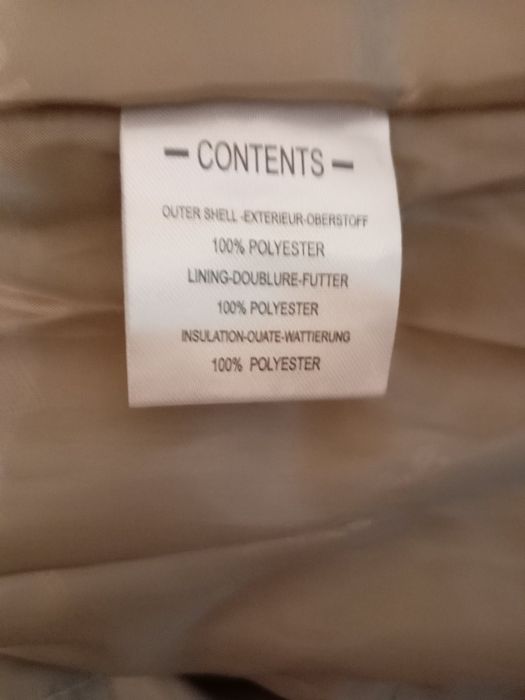 - CONTENTS -
OUTER SHELL -EXTERIEUR-OBERSTOFF
100% POLYESTER
LINING-DOUBLURE-FUTTER
100% POLYESTER
INSULATION-OUATE-WATTIERUNG
100% POLYESTER